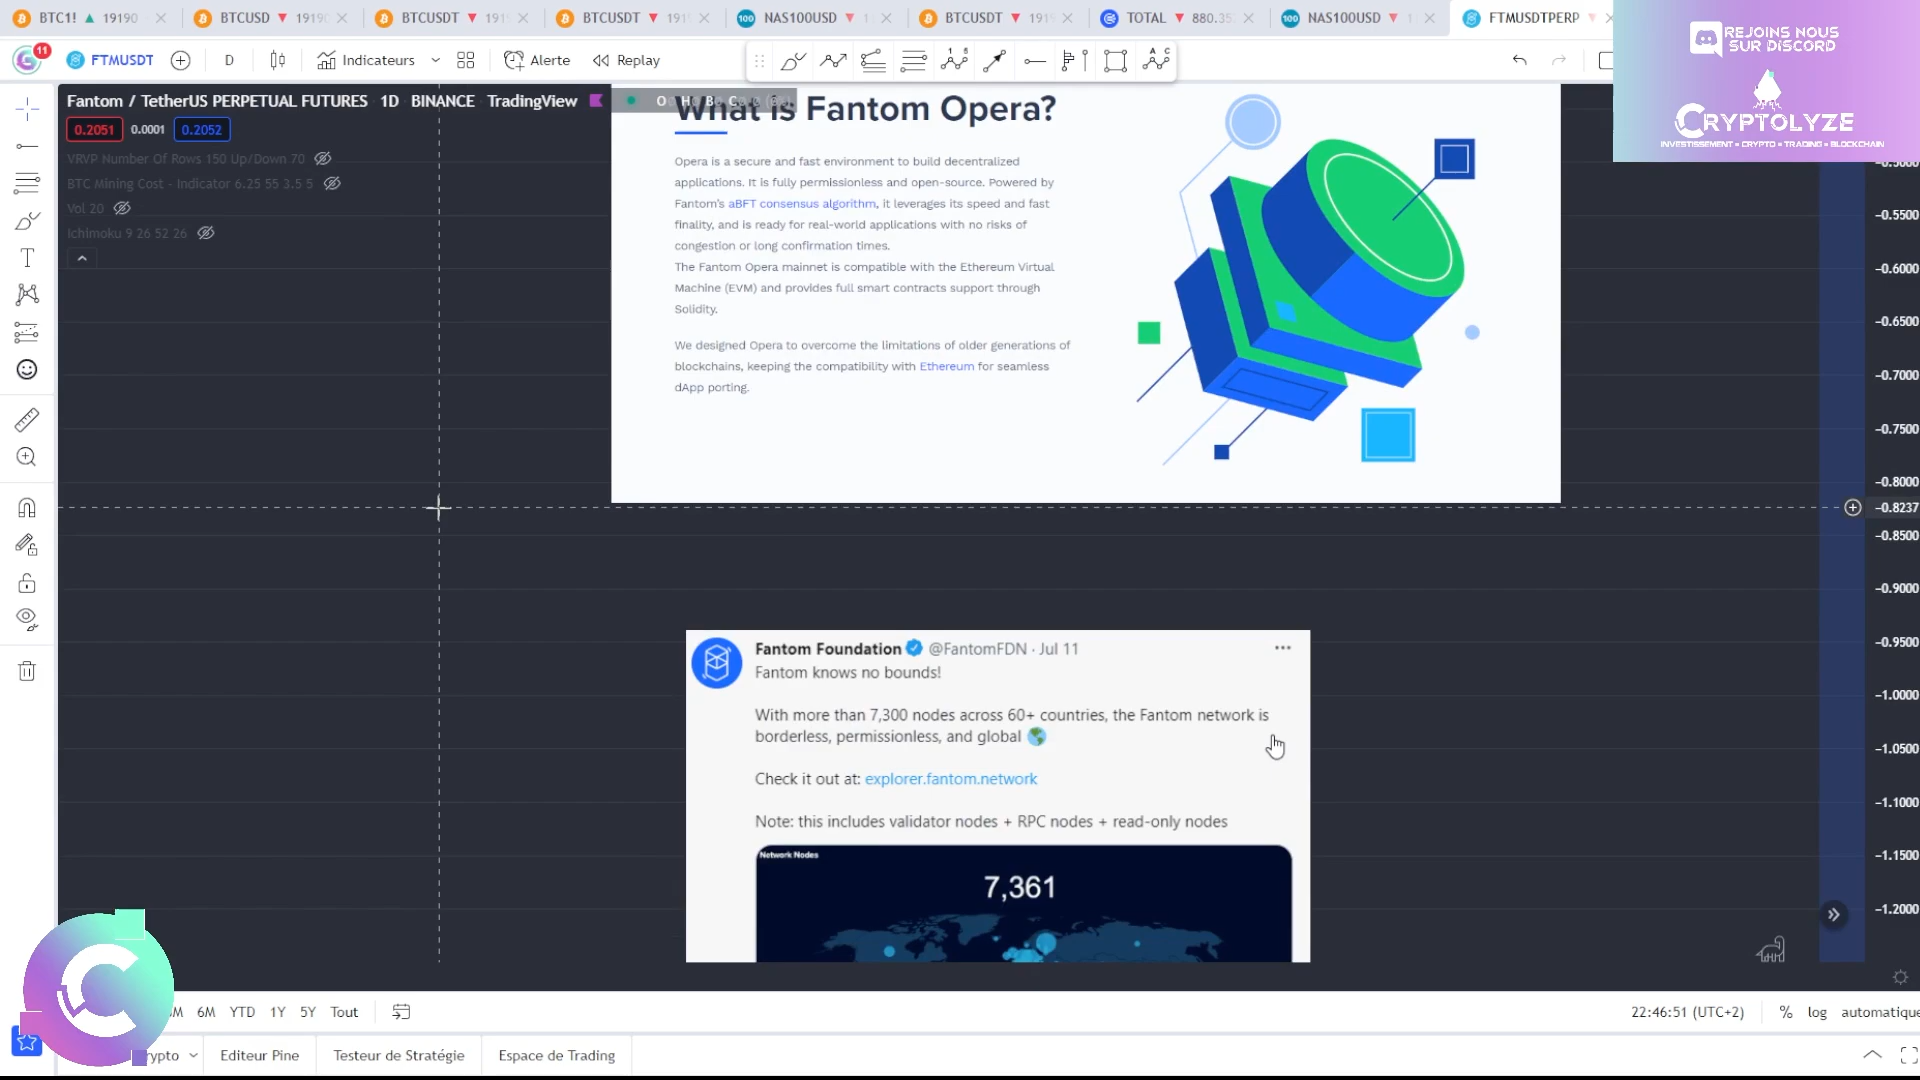 BTC1! ▲ 19190
BTCUSD ▼ 1919
BTCUSDT ▼ 191
BTCUSDT ▼ 191
NAS100USD ▼ 1
BTCUSDT ▼ 191
TOTAL ▼ 880.35
NAS100USD ▼ 1
FTMUSDTPERP ▼
REJOINS NOUS
SUR DISCORD
CRYPTOLYZE
INVESTISSEMENT • CRYPTO • TRADING • BLOCKCHAIN
11
FTMUSDT
D
Indicateurs
Alerte
Replay
Fantom / TetherUS PERPETUAL FUTURES 1D BINANCE TradingView
O H B C
0.2051
0.0001
0.2052
VRVP Number Of Rows 150 Up/Down 70
BTC Mining Cost - Indicator 6.25 55 3.5 5
Vol 20
Ichimoku 9 26 52 26
What is Fantom Opera?
Opera is a secure and fast environment to build decentralized
applications. It is fully permissionless and open-source. Powered by
Fantom's aBFT consensus algorithm, it leverages its speed and fast
finality, and is ready for real-world applications with no risks of
congestion or long confirmation times.
The Fantom Opera mainnet is compatible with the Ethereum Virtual
Machine (EVM) and provides full smart contracts support through
Solidity.
We designed Opera to overcome the limitations of older generations of
blockchains, keeping the compatibility with Ethereum for seamless
dApp porting.
−0.5000
−0.5500
−0.6000
−0.6500
−0.7000
−0.7500
−0.8000
−0.8237
−0.8500
−0.9000
−0.9500
−1.0000
−1.0500
−1.1000
−1.1500
−1.2000
Fantom Foundation @FantomFDN · Jul 11
Fantom knows no bounds!
With more than 7,300 nodes across 60+ countries, the Fantom network is
borderless, permissionless, and global
Check it out at: explorer.fantom.network
Note: this includes validator nodes + RPC nodes + read-only nodes
Network Nodes
7,361
6M YTD 1Y 5Y Tout
22:46:51 (UTC+2) % log automatique
Editeur Pine
Testeur de Stratégie
Espace de Trading